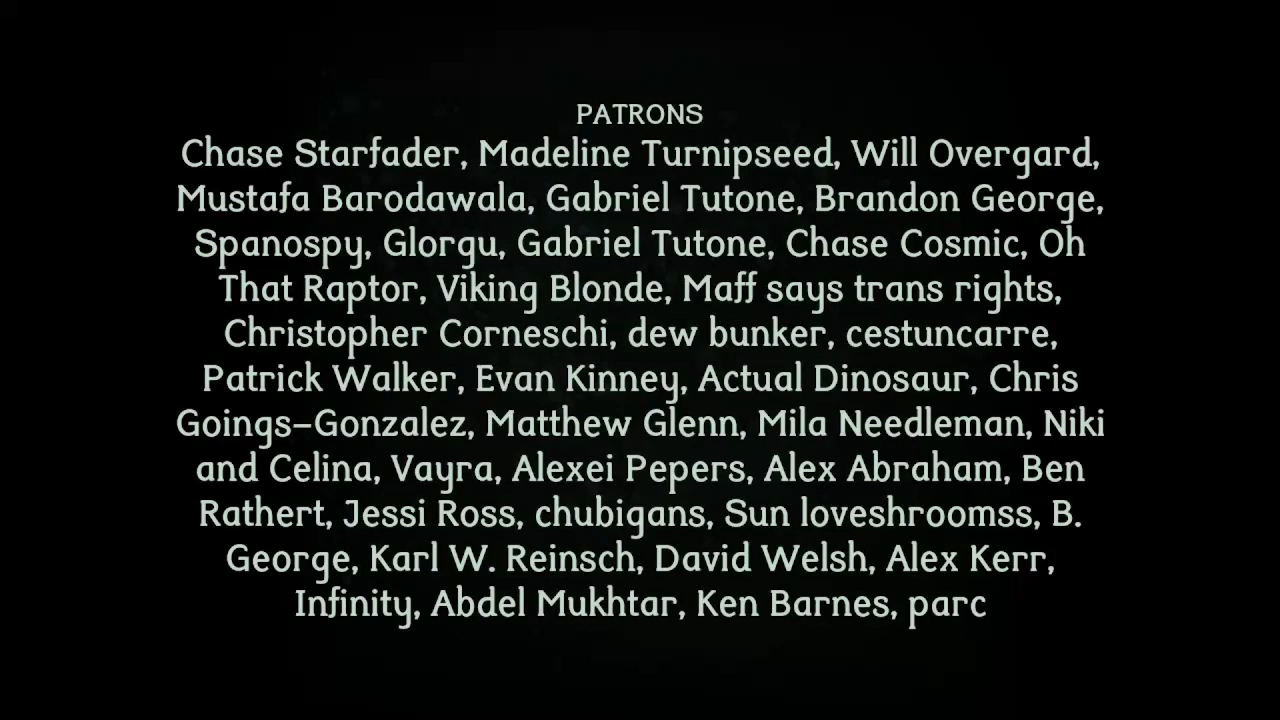 PATRONS
Chase Starfader, Madeline Turnipseed, Will Overgard,
Mustafa Barodawala, Gabriel Tutone, Brandon George,
Spanospy, Glorgu, Gabriel Tutone, Chase Cosmic, Oh
That Raptor, Viking Blonde, Maff says trans rights,
Christopher Corneschi, dew bunker, cestuncarre,
Patrick Walker, Evan Kinney, Actual Dinosaur, Chris
Goings–Gonzalez, Matthew Glenn, Mila Needleman, Niki
and Celina, Vayra, Alexei Pepers, Alex Abraham, Ben
Rathert, Jessi Ross, chubigans, Sun loveshroomss, B.
George, Karl W. Reinsch, David Welsh, Alex Kerr,
Infinity, Abdel Mukhtar, Ken Barnes, parc